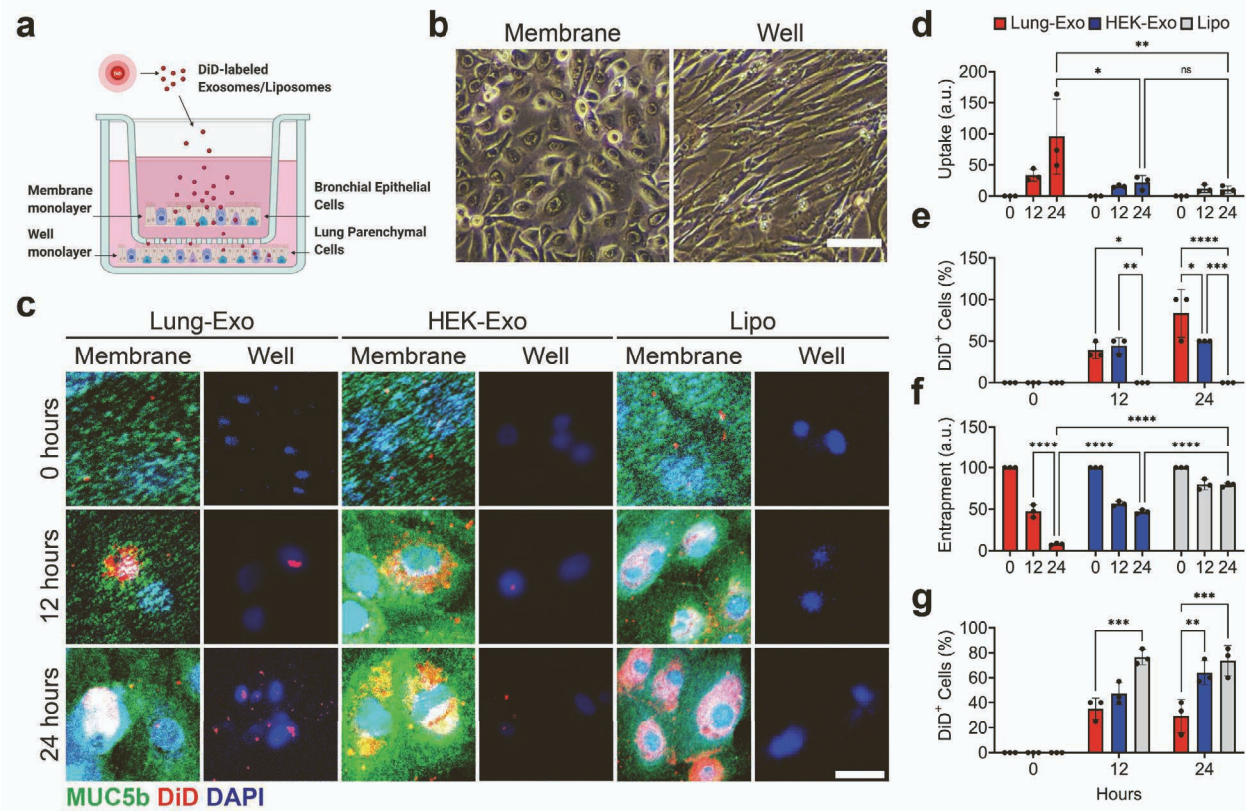 a
DiD-labeled
Exosomes/Liposomes
Membrane
monolayer
Well
monolayer
Bronchial Epithelial
Cells
Lung Parenchymal
Cells
b
Membrane Well
c
Lung-Exo HEK-Exo Lipo
Membrane Well Membrane Well Membrane Well
0 hours
12 hours
24 hours
MUC5b DiD DAPI
d
Lung-Exo HEK-Exo Lipo
**
* ns
Uptake (a.u.)
200
150
100
50
0
0 12 24 0 12 24 0 12 24
e
* ****
** * ***
DiD+ Cells (%)
150
100
50
0
0 12 24
f
****
**** **** ****
Entrapment (a.u.)
150
100
50
0
0 12 24 0 12 24 0 12 24
g
*** ***
**
DiD+ Cells (%)
100
80
60
40
20
0
0 12 24
Hours